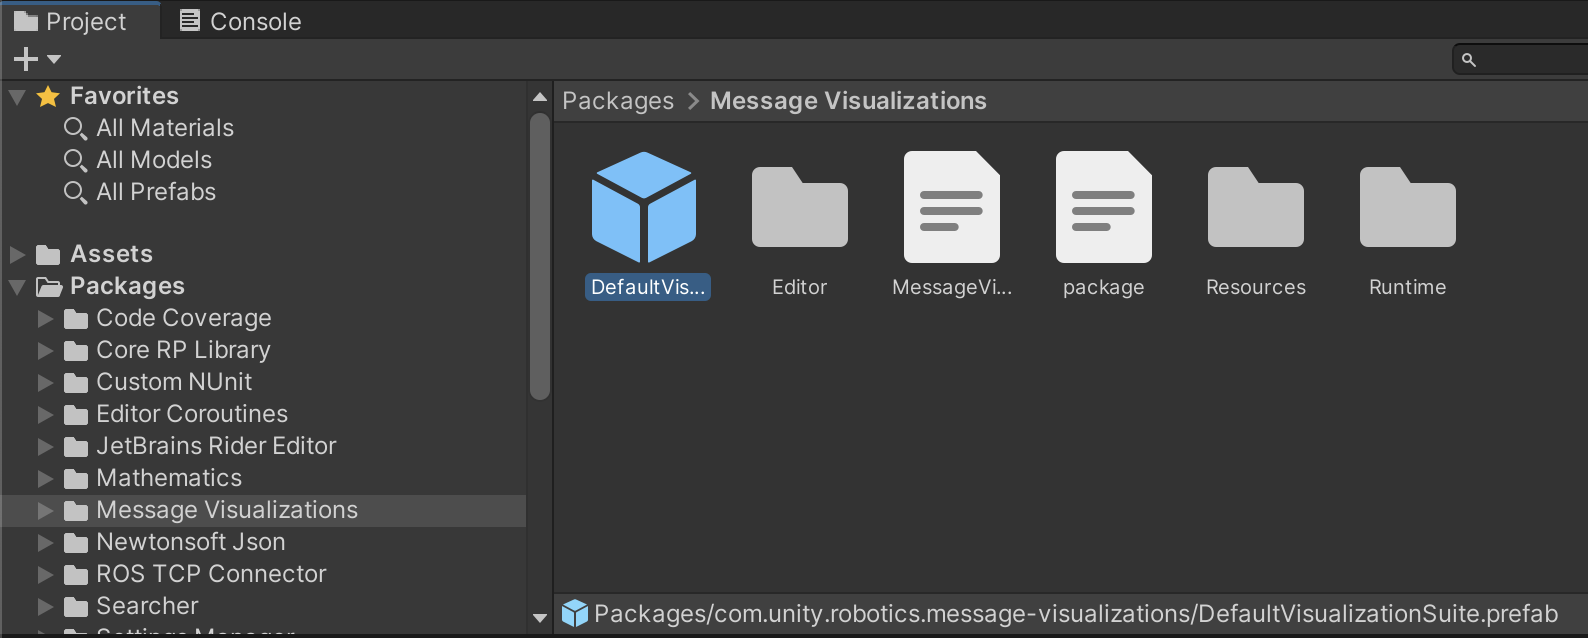 Project
Console
Favorites
All Materials
All Models
All Prefabs
Assets
Packages
Code Coverage
Core RP Library
Custom NUnit
Editor Coroutines
JetBrains Rider Editor
Mathematics
Message Visualizations
Newtonsoft Json
ROS TCP Connector
Searcher
Settings Manager
Packages > Message Visualizations
DefaultVis...
Editor
MessageVi...
package
Resources
Runtime
Packages/com.unity.robotics.message-visualizations/DefaultVisualizationSuite.prefab